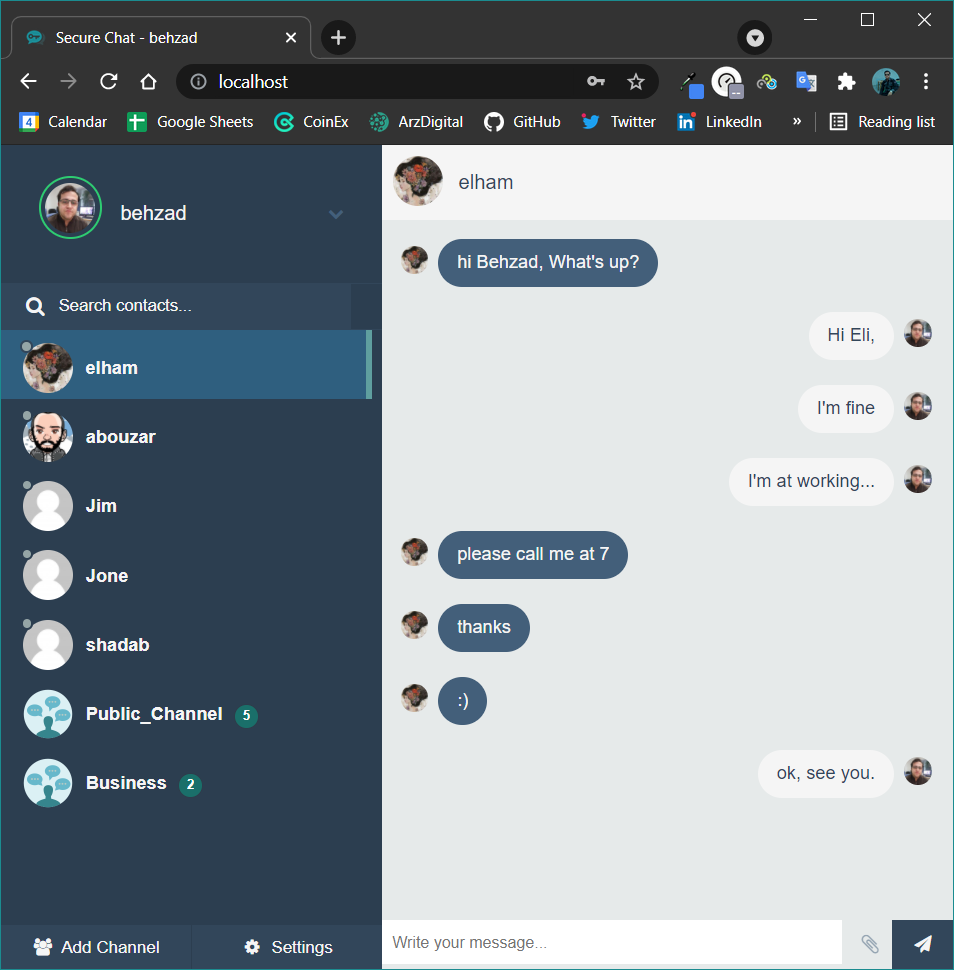 Secure Chat - behzad
localhost
4 Calendar Google Sheets CoinEx ArzDigital GitHub Twitter in LinkedIn » Reading list
behzad
Search contacts...
elham
abouzar
Jim
Jone
shadab
Public_Channel 5
Business 2
Add Channel Settings
elham
hi Behzad, What's up?
Hi Eli,
I'm fine
I'm at working...
please call me at 7
thanks
:)
ok, see you.
Write your message...